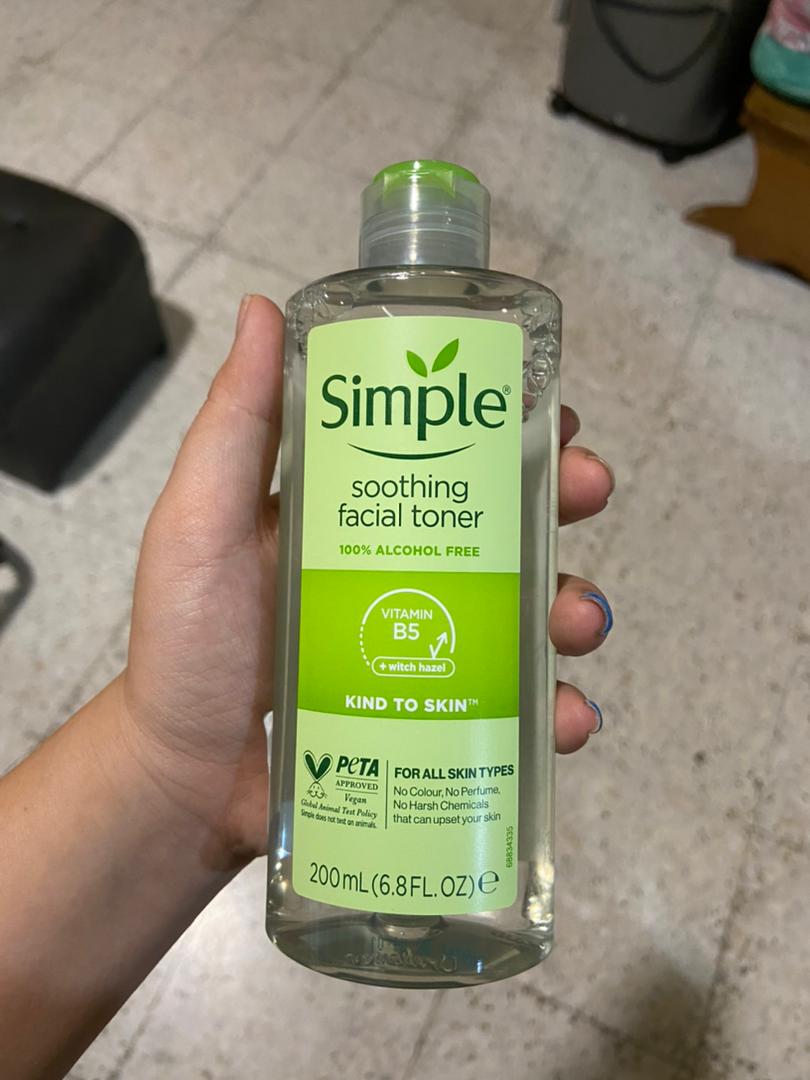 Simple®
soothing
facial toner
100% ALCOHOL FREE
VITAMIN
B5
+ witch hazel
KIND TO SKIN™
PETA
APPROVED
Vegan
Global Animal Test Policy
Simple does not test on animals.
FOR ALL SKIN TYPES
No Colour, No Perfume,
No Harsh Chemicals
that can upset your skin
68834335
200mL (6.8FL. OZ) ℮